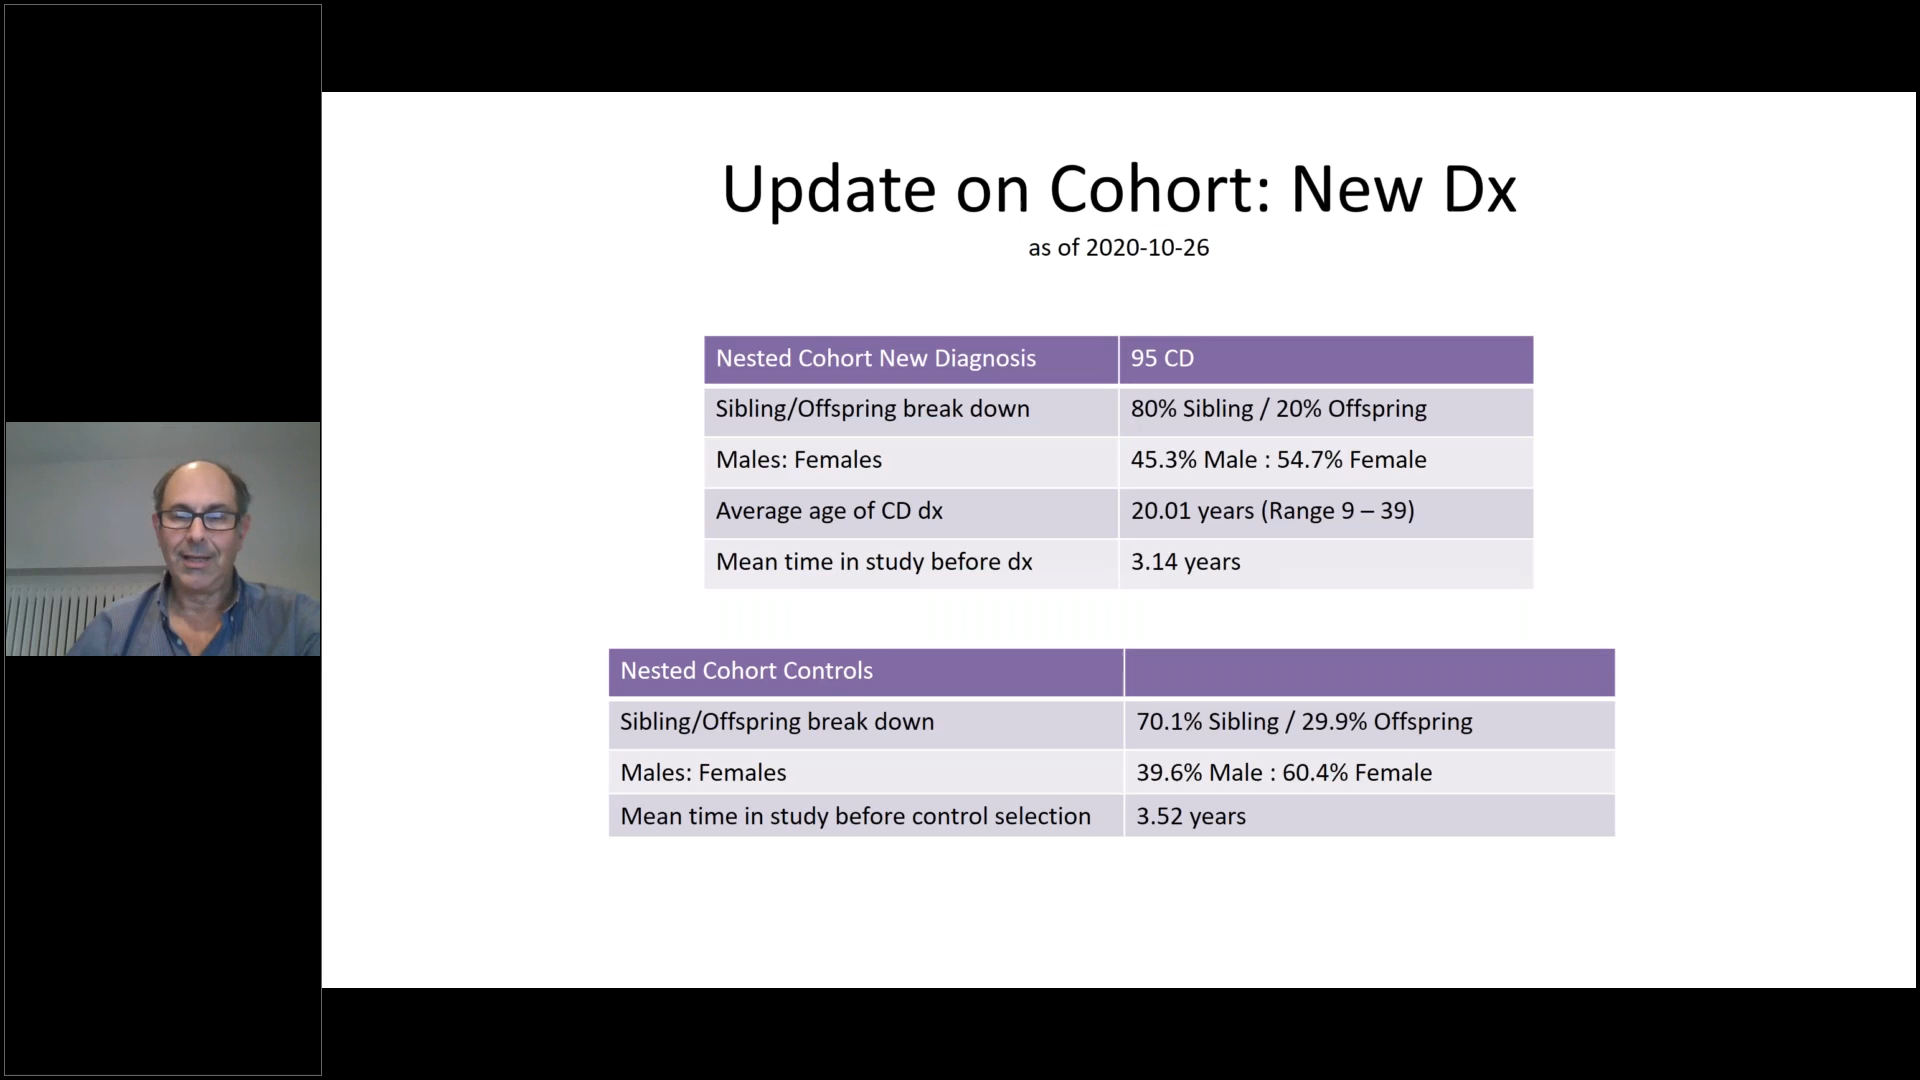 Update on Cohort: New Dx
as of 2020-10-26
Nested Cohort New Diagnosis 95 CD
Sibling/Offspring break down 80% Sibling / 20% Offspring
Males: Females 45.3% Male : 54.7% Female
Average age of CD dx 20.01 years (Range 9 – 39)
Mean time in study before dx 3.14 years
Nested Cohort Controls
Sibling/Offspring break down 70.1% Sibling / 29.9% Offspring
Males: Females 39.6% Male : 60.4% Female
Mean time in study before control selection 3.52 years